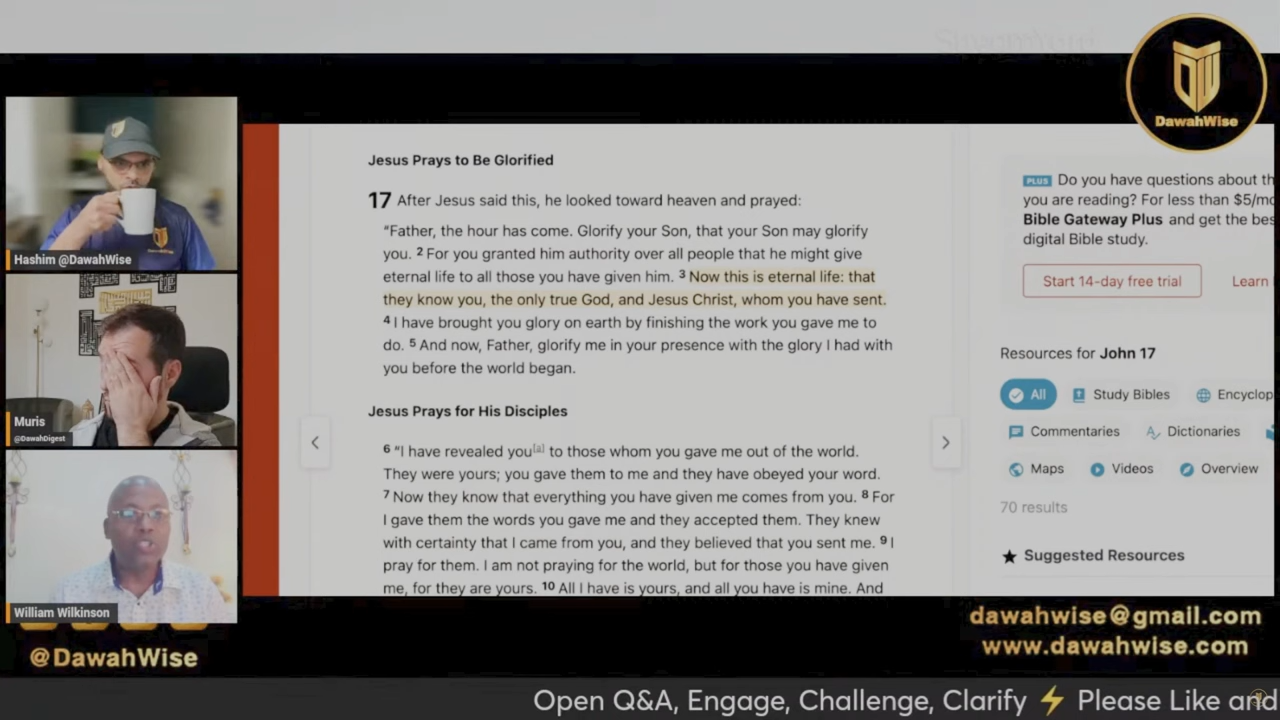 DawahWise
Hashim @DawahWise
Muris
@DawahDigest
William Wilkinson
@DawahWise
Jesus Prays to Be Glorified
17 After Jesus said this, he looked toward heaven and prayed:
“Father, the hour has come. Glorify your Son, that your Son may glorify
you. 2 For you granted him authority over all people that he might give
eternal life to all those you have given him. 3 Now this is eternal life: that
they know you, the only true God, and Jesus Christ, whom you have sent.
4 I have brought you glory on earth by finishing the work you gave me to
do. 5 And now, Father, glorify me in your presence with the glory I had with
you before the world began.
Jesus Prays for His Disciples
6 “I have revealed you[a] to those whom you gave me out of the world.
They were yours; you gave them to me and they have obeyed your word.
7 Now they know that everything you have given me comes from you. 8 For
I gave them the words you gave me and they accepted them. They knew
with certainty that I came from you, and they believed that you sent me. 9 I
pray for them. I am not praying for the world, but for those you have given
me, for they are yours. 10 All I have is yours, and all you have is mine. And
PLUS Do you have questions about th
you are reading? For less than $5/mo
Bible Gateway Plus and get the bes
digital Bible study.
Start 14-day free trial
Learn
Resources for John 17
All
Study Bibles
Encyclop
Commentaries
Dictionaries
Maps
Videos
Overview
70 results
Suggested Resources
dawahwise@gmail.com
www.dawahwise.com
Open Q&A, Engage, Challenge, Clarify ⚡ Please Like and